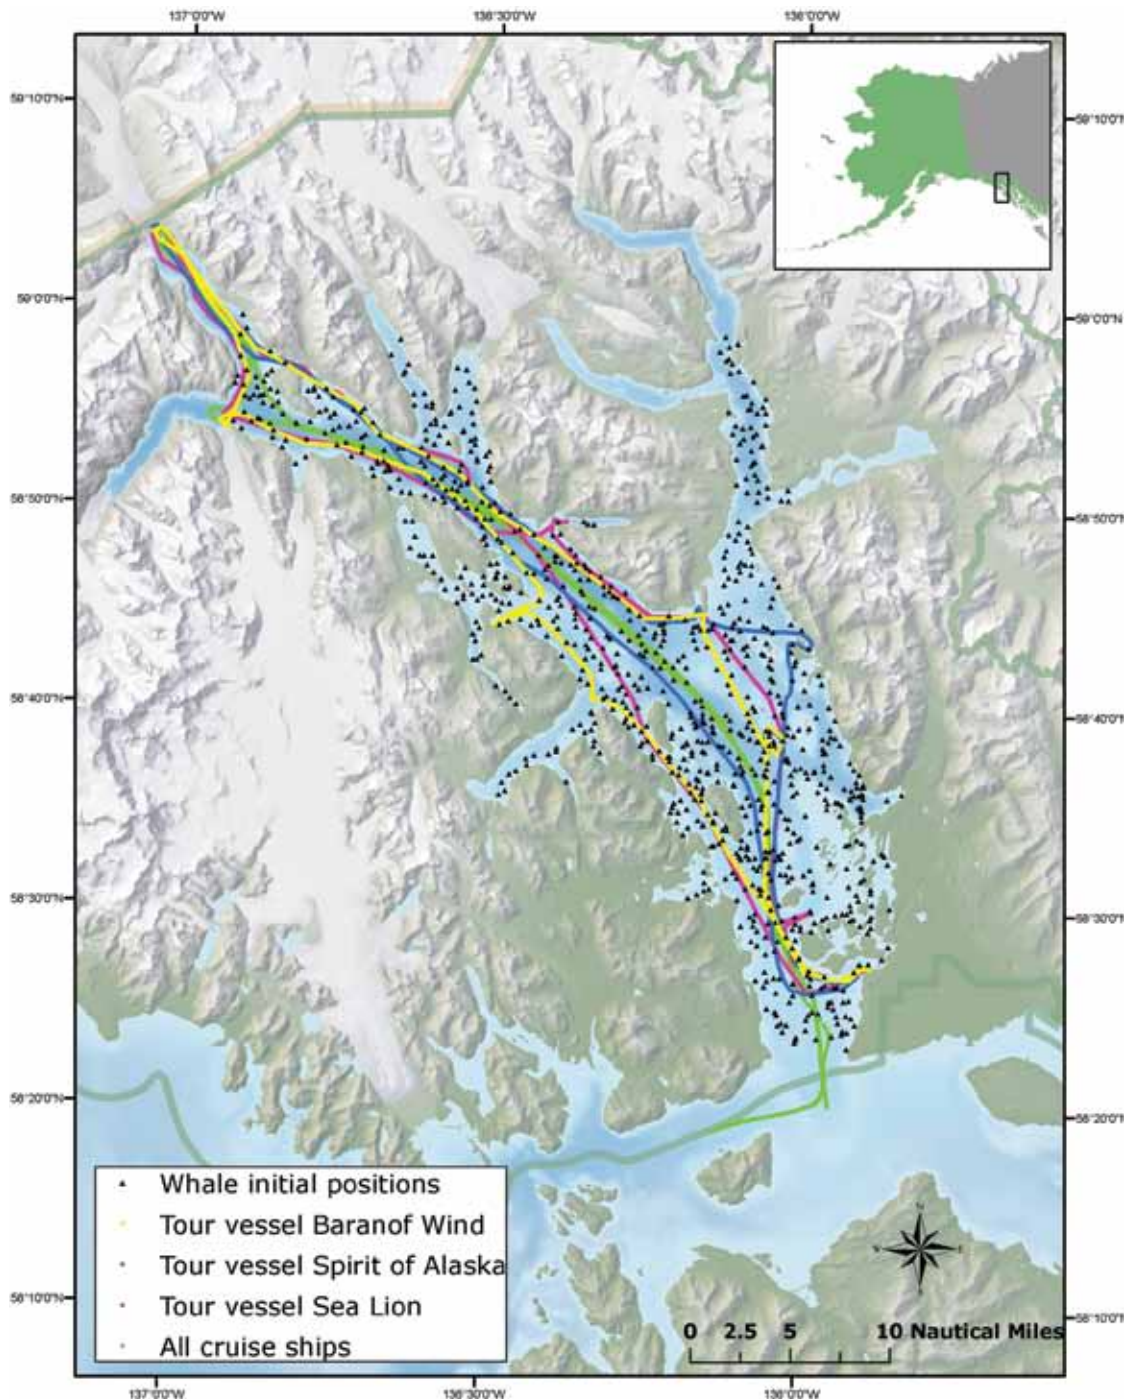 137°0'0"W 136°30'0"W 136°0'0"W
59°10'0"N 59°10'0"N
59°0'0"N 59°0'0"N
58°50'0"N 58°50'0"N
58°40'0"N 58°40'0"N
58°30'0"N 58°30'0"N
58°20'0"N 58°20'0"N
58°10'0"N 58°10'0"N
Whale initial positions
Tour vessel Baranof Wind
Tour vessel Spirit of Alaska
Tour vessel Sea Lion
All cruise ships
N
W E
S
0 2.5 5 10 Nautical Miles
137°0'0"W 136°30'0"W 136°0'0"W